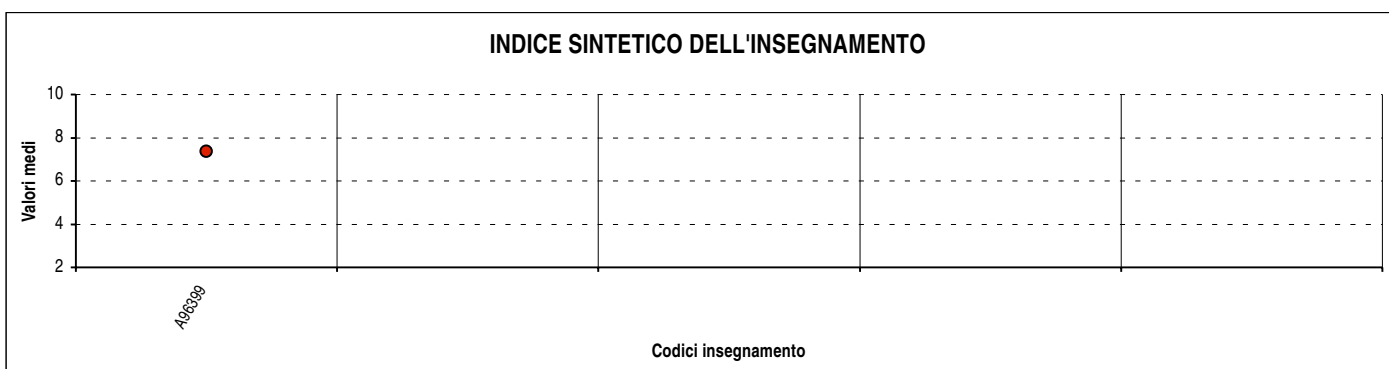 INDICE SINTETICO DELL'INSEGNAMENTO
10
8
6
4
2
Valori medi
A96399
Codici insegnamento